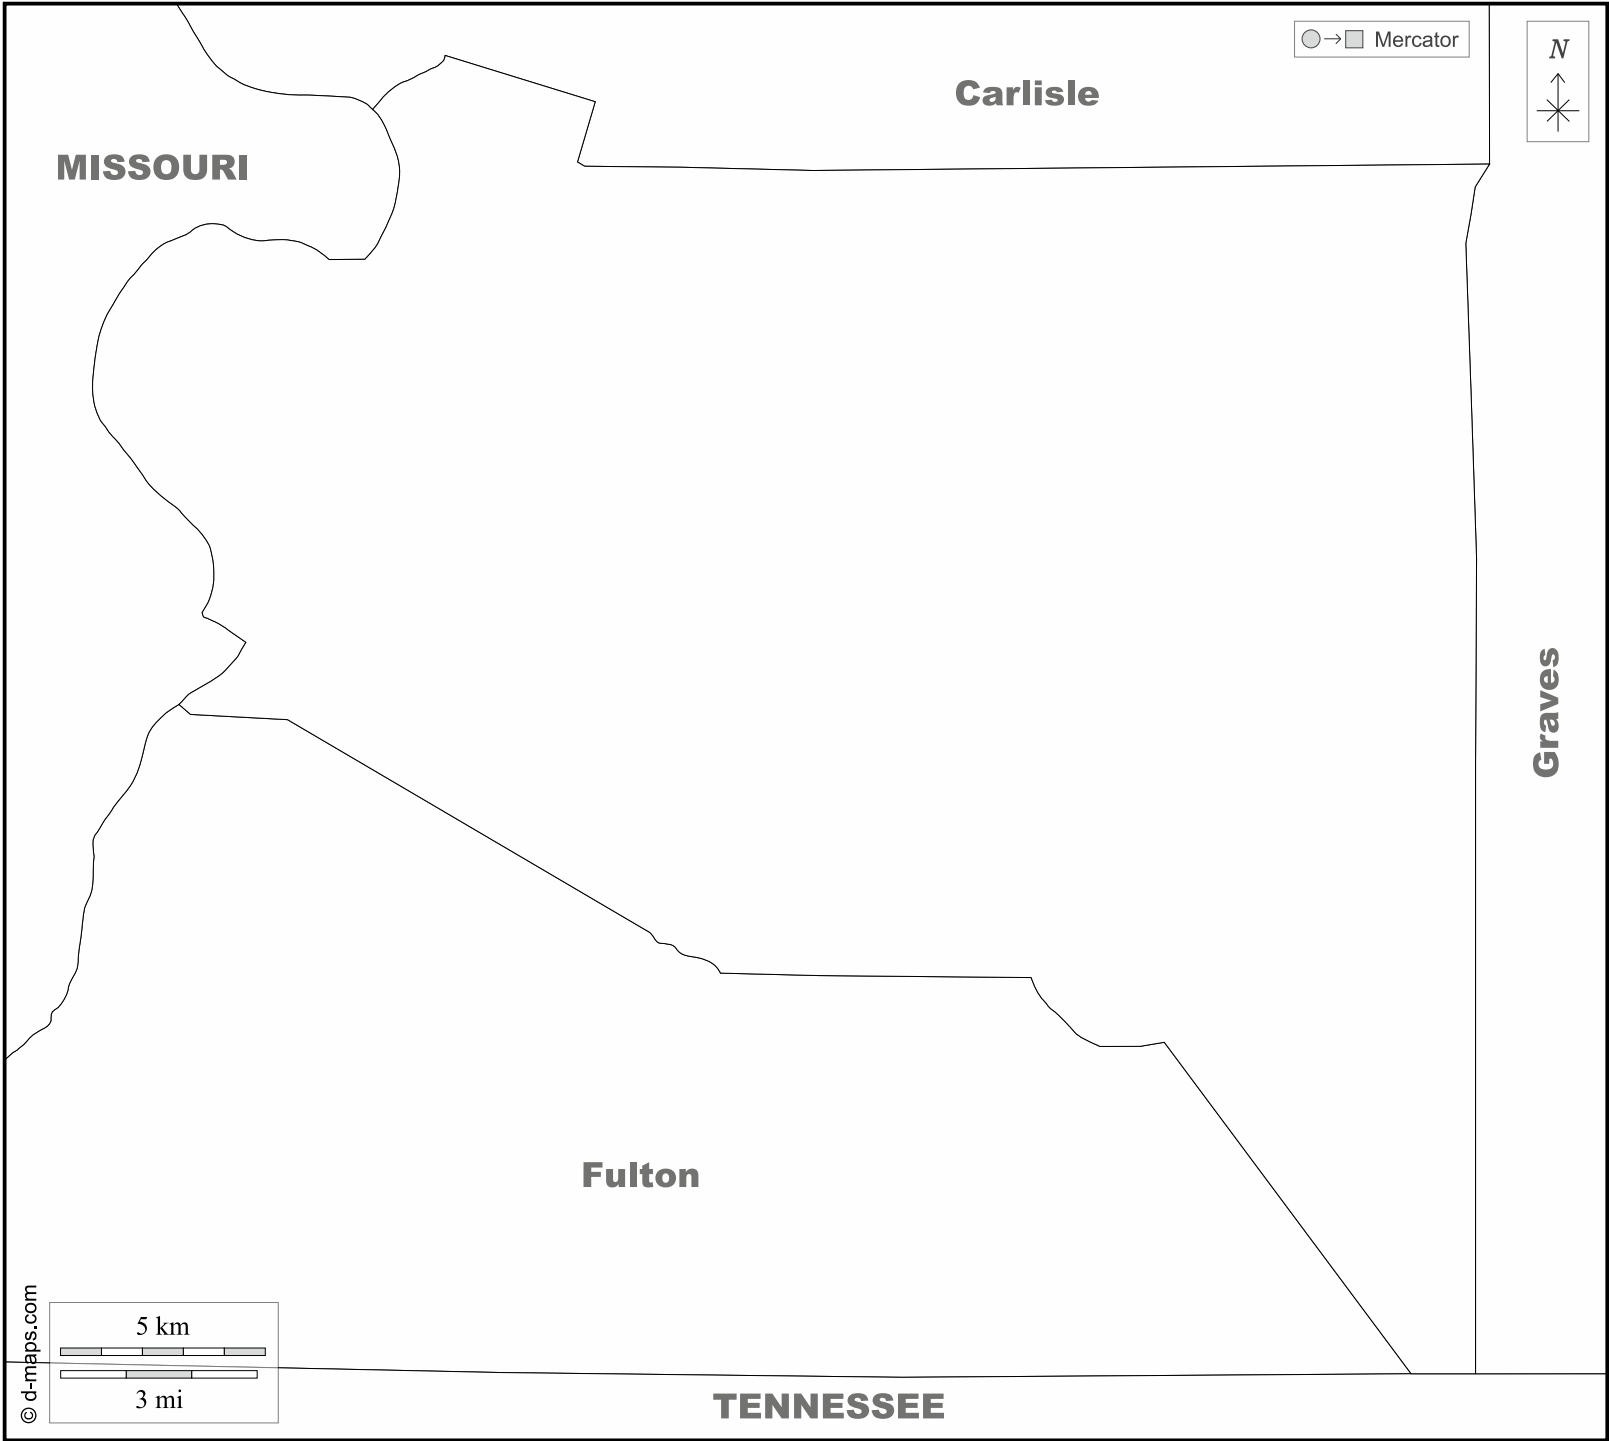 Mercator
N
Carlisle
MISSOURI
Graves
Fulton
© d-maps.com
5 km
3 mi
TENNESSEE